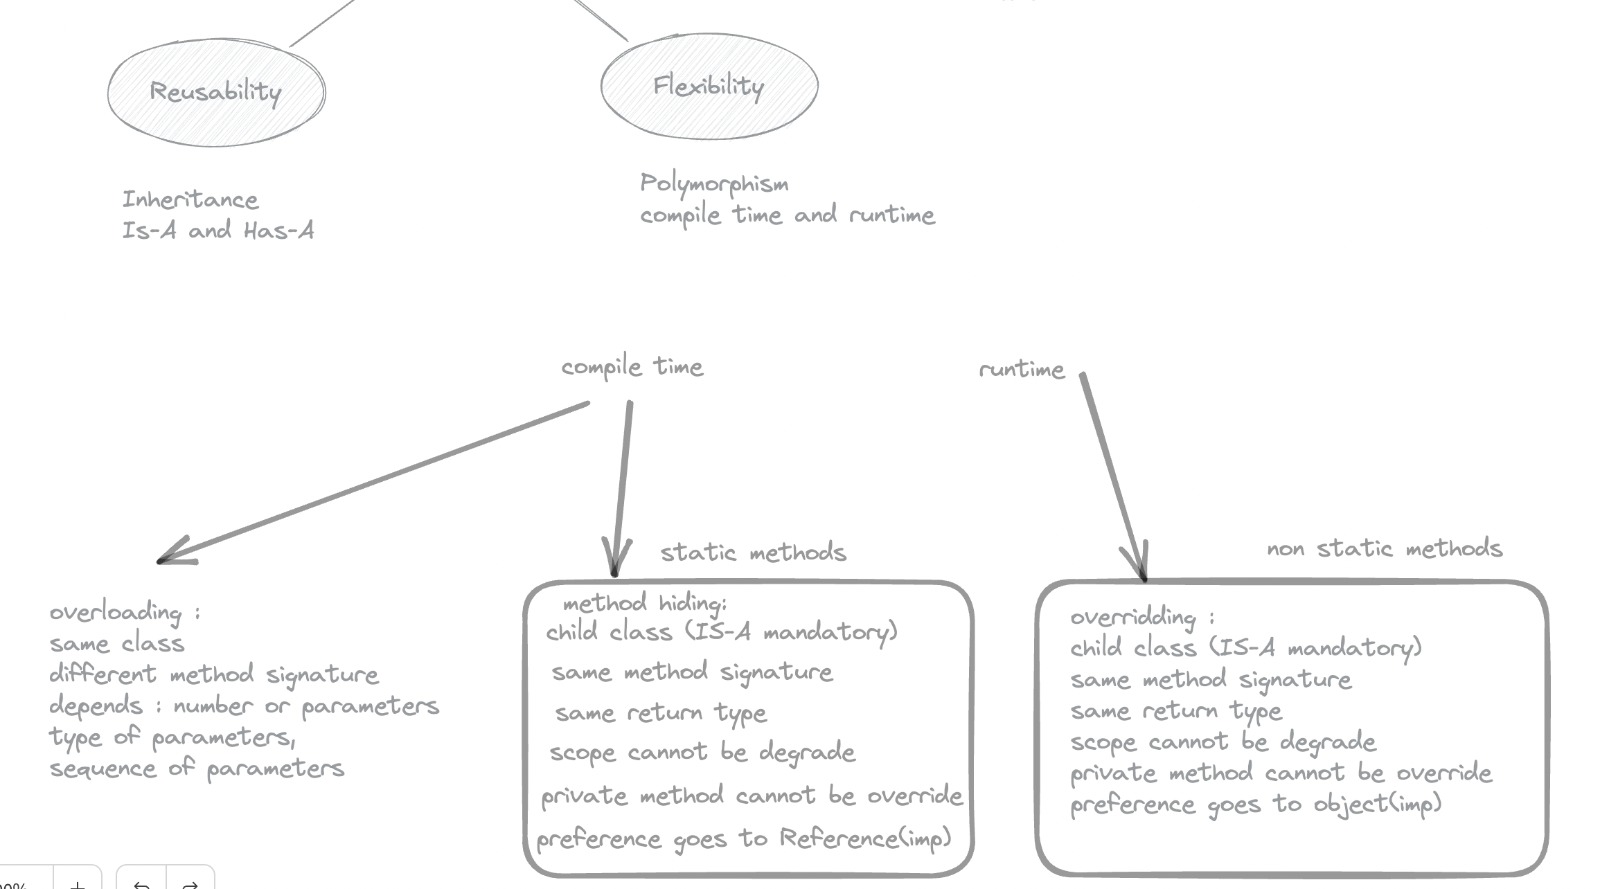 Reusability
Flexibility
Inheritance
Is-A and Has-A
Polymorphism
compile time and runtime
compile time
runtime
overloading :
same class
different method signature
depends : number or parameters
type of parameters,
sequence of parameters
static methods
method hiding:
child class (IS-A mandatory)
same method signature
same return type
scope cannot be degrade
private method cannot be override
preference goes to Reference(imp)
non static methods
overridding :
child class (IS-A mandatory)
same method signature
same return type
scope cannot be degrade
private method cannot be override
preference goes to object(imp)